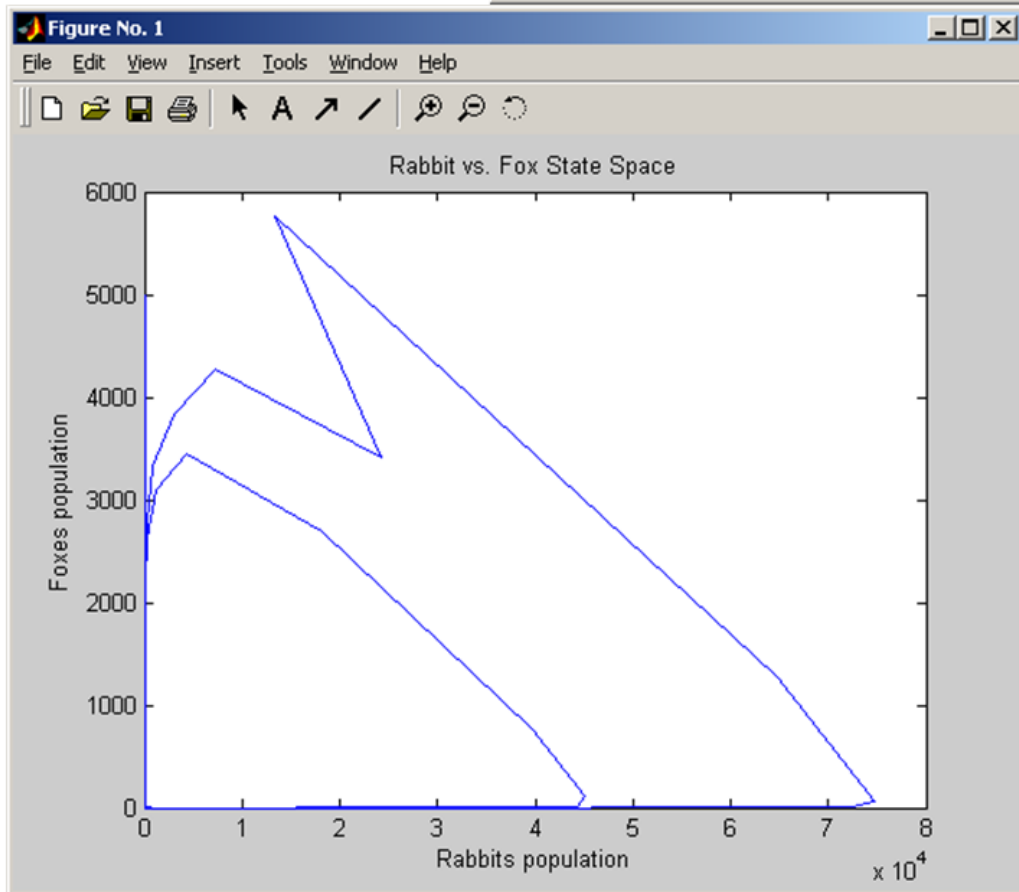 Figure No. 1
File Edit View Insert Tools Window Help
A
Rabbit vs. Fox State Space
6000
5000
4000
3000
2000
1000
0
Foxes population
0 1 2 3 4 5 6 7 8
Rabbits population
x 10^4